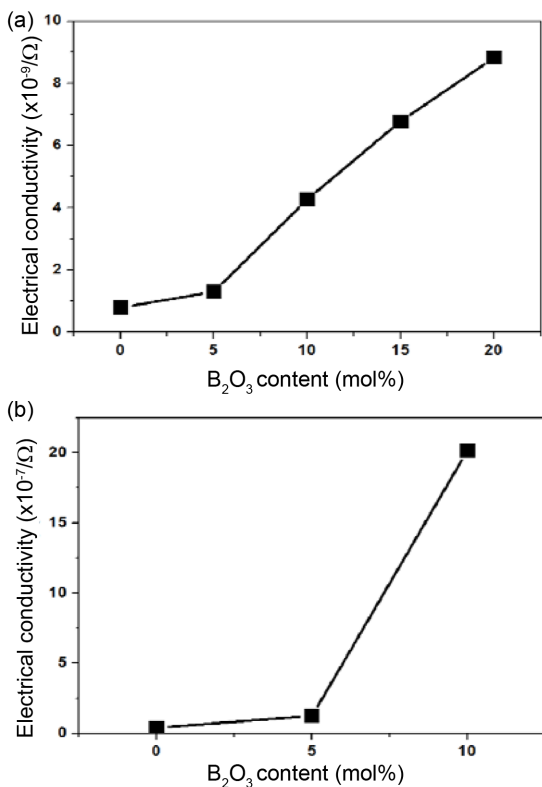 (a)
Electrical conductivity (x10⁻⁹/Ω)
10
8
6
4
2
0
0 5 10 15 20
B₂O₃ content (mol%)
(b)
Electrical conductivity (x10⁻⁷/Ω)
20
15
10
5
0
0 5 10
B₂O₃ content (mol%)